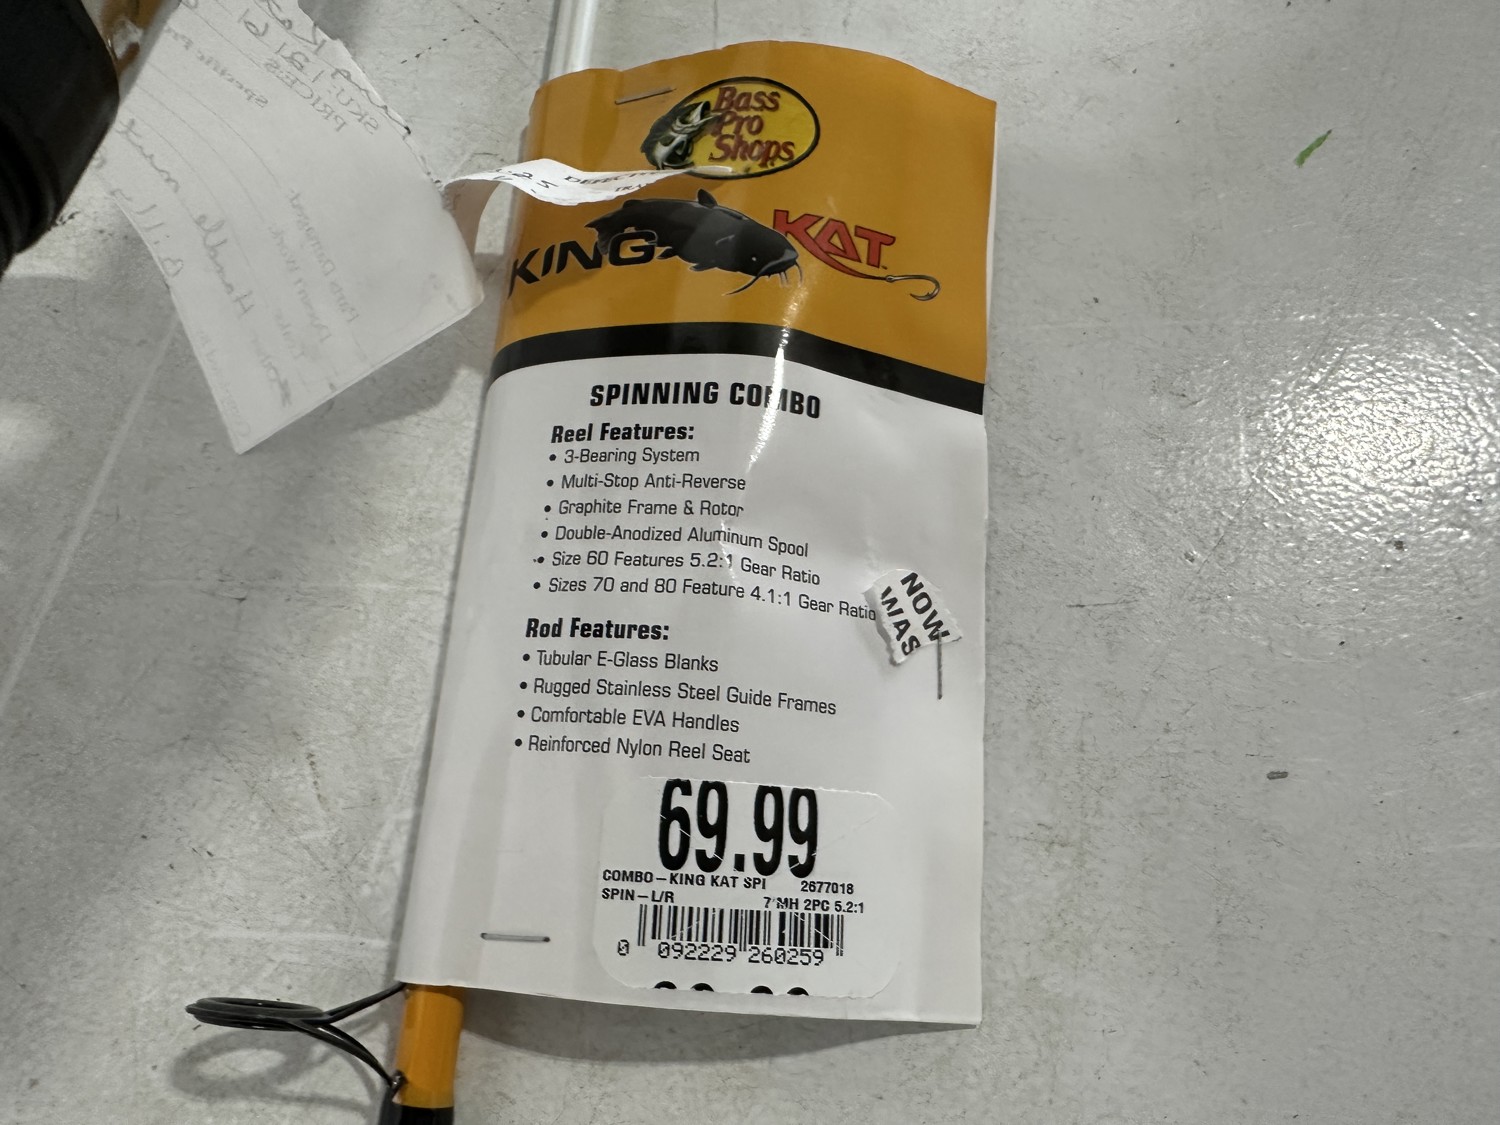 Bass
Pro
Shops
KING KAT™
SPINNING COMBO
Reel Features:
• 3-Bearing System
• Multi-Stop Anti-Reverse
• Graphite Frame & Rotor
• Double-Anodized Aluminum Spool
• Size 60 Features 5.2:1 Gear Ratio
• Sizes 70 and 80 Feature 4.1:1 Gear Ratio
NOW
WAS
Rod Features:
• Tubular E-Glass Blanks
• Rugged Stainless Steel Guide Frames
• Comfortable EVA Handles
• Reinforced Nylon Reel Seat
69.99
COMBO-KING KAT SPI 2677018
SPIN-L/R 7'MH 2PC 5.2:1
0 092229 260259
PRICES
Handle